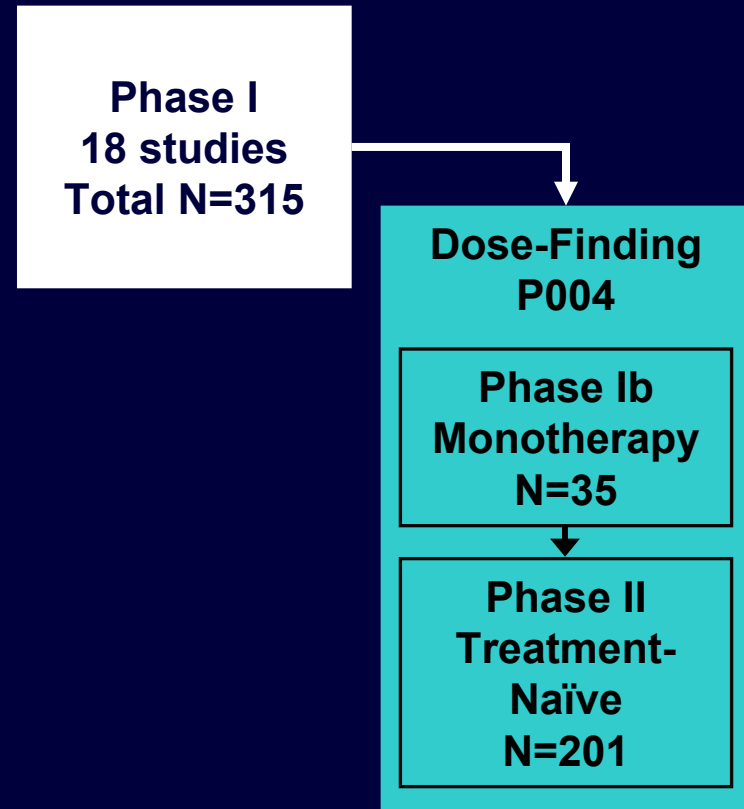 Phase I
18 studies
Total N=315
Dose-Finding
P004
Phase Ib
Monotherapy
N=35
Phase II
Treatment-
Naïve
N=201